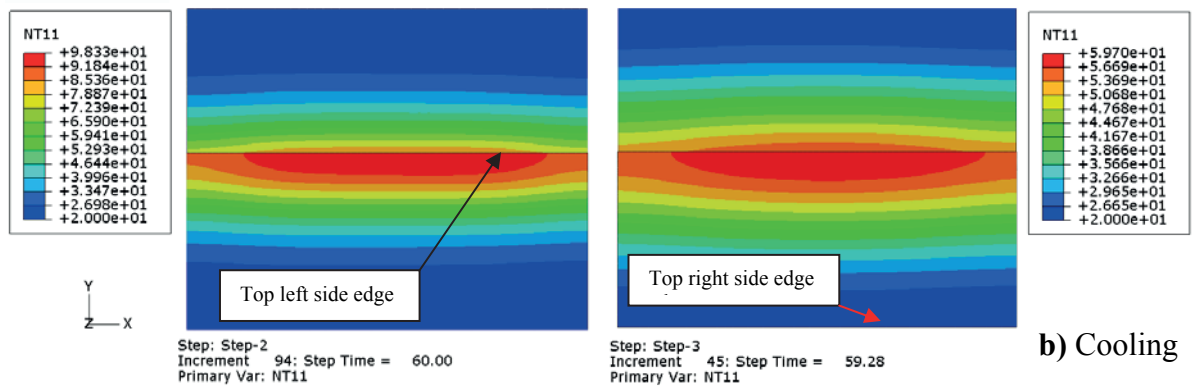 NT11
+9.833e+01
+9.184e+01
+8.536e+01
+7.887e+01
+7.239e+01
+6.590e+01
+5.941e+01
+5.293e+01
+4.644e+01
+3.996e+01
+3.347e+01
+2.698e+01
+2.000e+01
Y
Z
X
Top left side edge
Step: Step-2
Increment 94: Step Time = 60.00
Primary Var: NT11
Top right side edge
Step: Step-3
Increment 45: Step Time = 59.28
Primary Var: NT11
NT11
+5.970e+01
+5.669e+01
+5.369e+01
+5.068e+01
+4.768e+01
+4.467e+01
+4.167e+01
+3.866e+01
+3.566e+01
+3.266e+01
+2.965e+01
+2.665e+01
+2.000e+01
b) Cooling